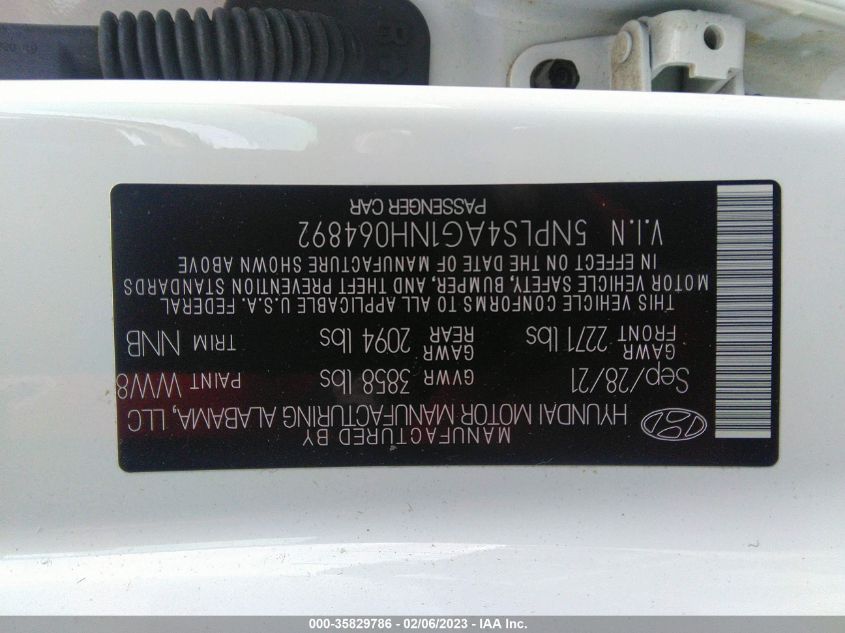 MANUFACTURED BY
HYUNDAI MOTOR MANUFACTURING ALABAMA, LLC
Sep/28/21 GVWR 3858 lbs PAINT WW8
GAWR FRONT 2271 lbs GAWR REAR 2094 lbs TRIM NNB
THIS VEHICLE CONFORMS TO ALL APPLICABLE U.S.A. FEDERAL
MOTOR VEHICLE SAFETY, BUMPER, AND THEFT PREVENTION STANDARDS
IN EFFECT ON THE DATE OF MANUFACTURE SHOWN ABOVE
V.I.N 5NPLS4AG1NH064892
PASSENGER CAR
000-35829786 - 02/06/2023 - IAA Inc.